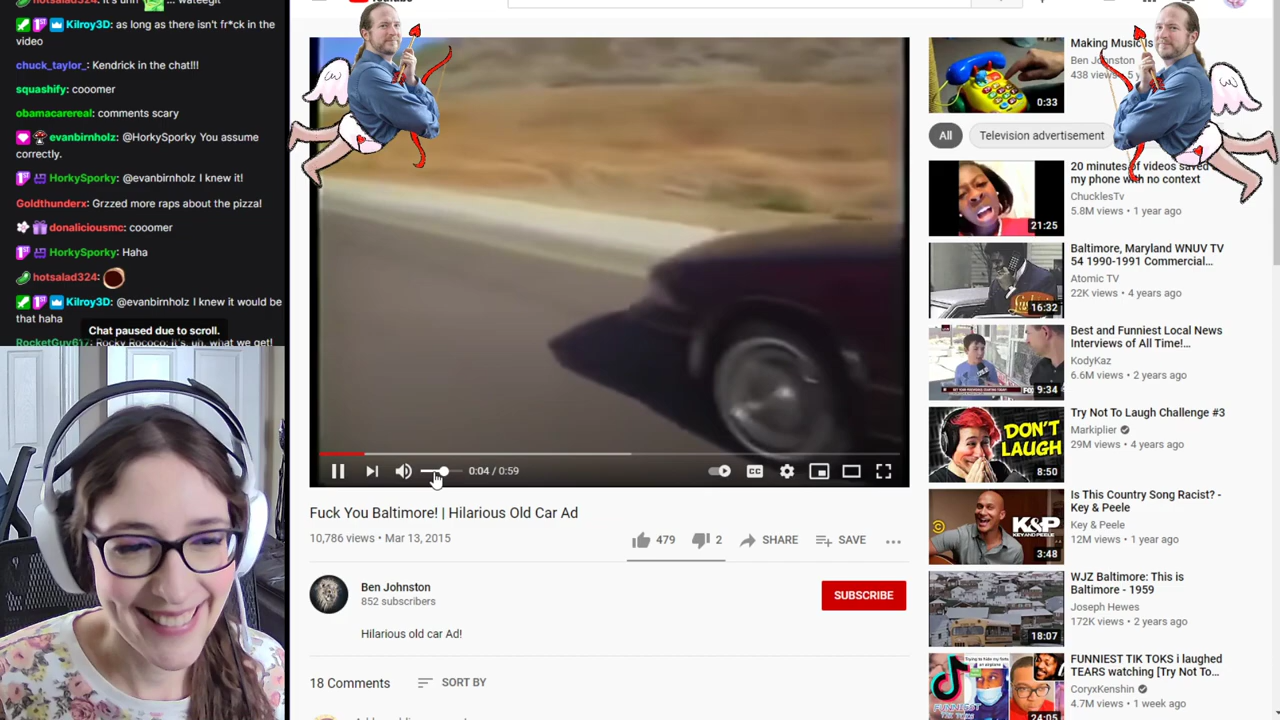 Kilroy3D: as long as there isn't f*ck in the
video
chuck_taylor_: Kendrick in the chat!!!
squashify: cooomer
obamacarereal: comments scary
evanbirnholz: @HorkySporky You assume
correctly.
HorkySporky: @evanbirnholz I knew it!
Goldthunderx: Grzzed more raps about the pizza!
donaliciousmc: cooomer
HorkySporky: Haha
hotsalad324:
Kilroy3D: @evanbirnholz I knew it would be
that haha
Chat paused due to scroll.
0:04 / 0:59
CC
Fuck You Baltimore! | Hilarious Old Car Ad
10,786 views • Mar 13, 2015
479
2
SHARE
SAVE
Ben Johnston
852 subscribers
SUBSCRIBE
Hilarious old car Ad!
18 Comments
SORT BY
0:33
Making Music Is
Ben Johnston
438 views
All
Television advertisement
21:25
20 minutes of videos saved
my phone with no context
ChucklesTv
5.8M views • 1 year ago
16:32
Baltimore, Maryland WNUV TV
54 1990-1991 Commercial...
Atomic TV
22K views • 4 years ago
9:34
Best and Funniest Local News
Interviews of All Time!...
KodyKaz
6.6M views • 2 years ago
DON'T
LAUGH
8:50
Try Not To Laugh Challenge #3
Markiplier
29M views • 4 years ago
K&P
KEY AND PEELE
3:48
Is This Country Song Racist? -
Key & Peele
Key & Peele
12M views • 1 year ago
18:07
WJZ Baltimore: This is
Baltimore - 1959
Joseph Hewes
172K views • 2 years ago
FUNNIEST
TIK TOKS
24:05
FUNNIEST TIK TOKS i laughed
TEARS watching [Try Not To...
CoryxKenshin
4.7M views • 1 week ago